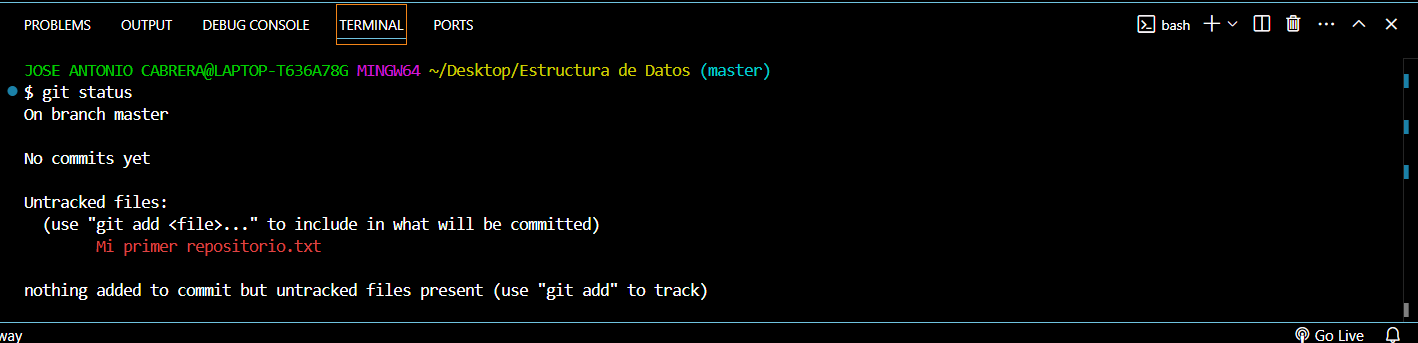 PROBLEMS OUTPUT DEBUG CONSOLE TERMINAL PORTS bash
JOSE ANTONIO CABRERA@LAPTOP-T636A78G MINGW64 ~/Desktop/Estructura de Datos (master)
$ git status
On branch master
No commits yet
Untracked files:
(use "git add <file>..." to include in what will be committed)
Mi primer repositorio.txt
nothing added to commit but untracked files present (use "git add" to track)
way Go Live